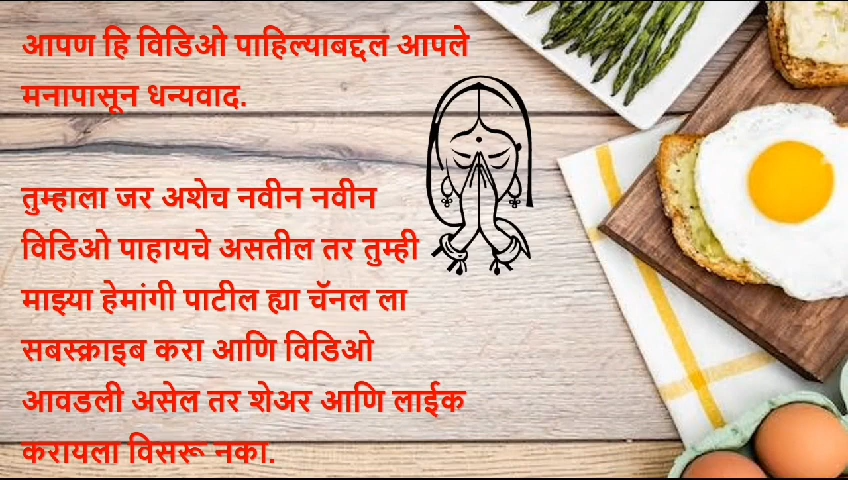 आपण हि विडिओ पाहिल्याबद्दल आपले
मनापासून धन्यवाद.
तुम्हाला जर अशेच नवीन नवीन
विडिओ पाहायचे असतील तर तुम्ही
माझ्या हेमांगी पाटील ह्या चॅनल ला
सबस्क्राइब करा आणि विडिओ
आवडली असेल तर शेअर आणि लाईक
करायला विसरू नका.